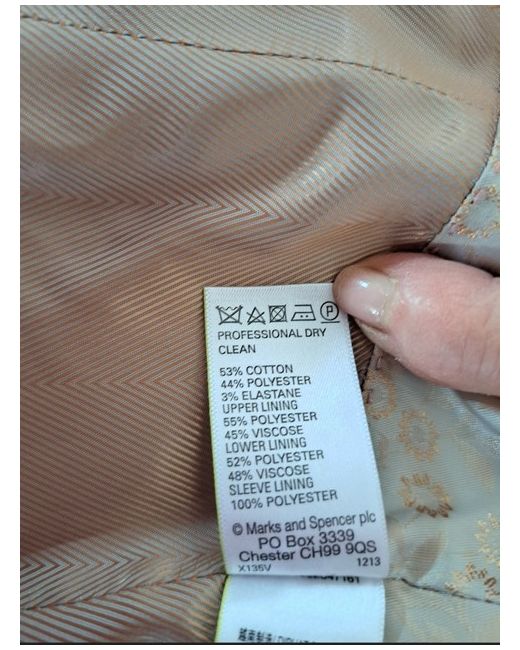 P
PROFESSIONAL DRY
CLEAN
53% COTTON
44% POLYESTER
3% ELASTANE
UPPER LINING
55% POLYESTER
45% VISCOSE
LOWER LINING
52% POLYESTER
48% VISCOSE
SLEEVE LINING
100% POLYESTER
© Marks and Spencer plc
PO Box 3339
Chester CH99 9QS
X135V 1213